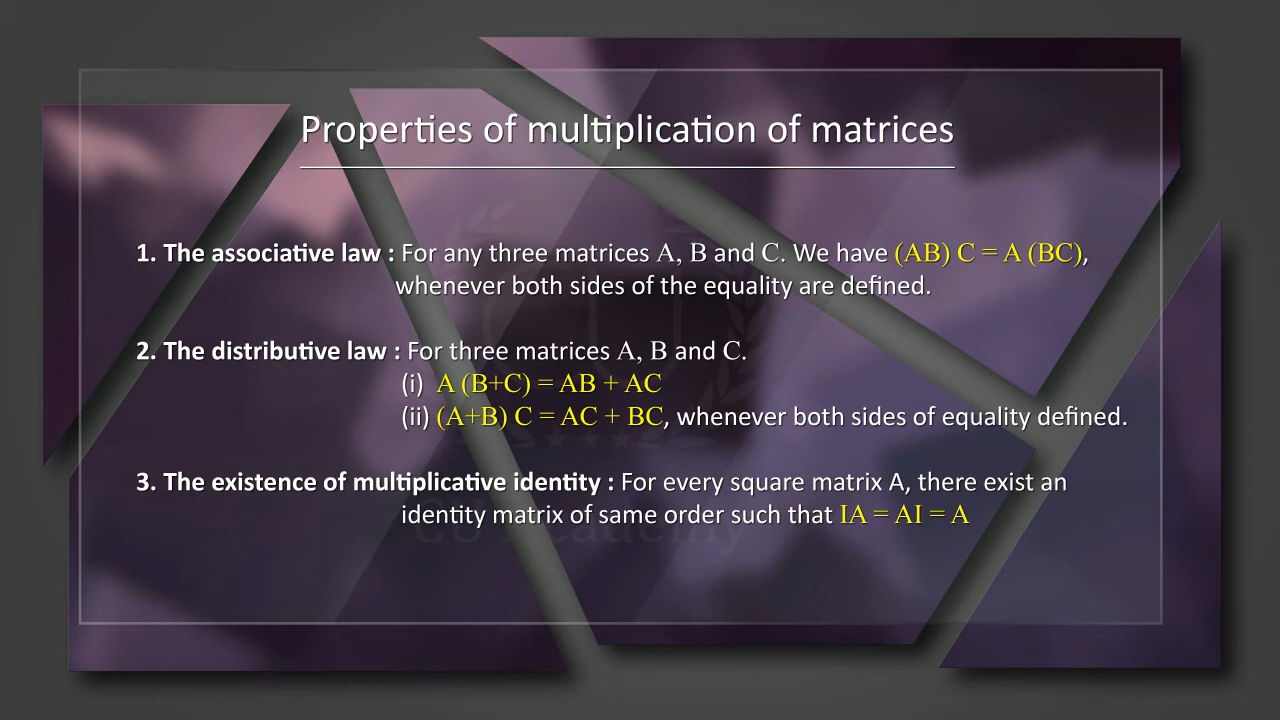 Properties of multiplication of matrices
1. The associative law : For any three matrices A, B and C. We have (AB) C = A (BC),
whenever both sides of the equality are defined.
2. The distributive law : For three matrices A, B and C.
(i) A (B+C) = AB + AC
(ii) (A+B) C = AC + BC, whenever both sides of equality defined.
3. The existence of multiplicative identity : For every square matrix A, there exist an
identity matrix of same order such that IA = AI = A